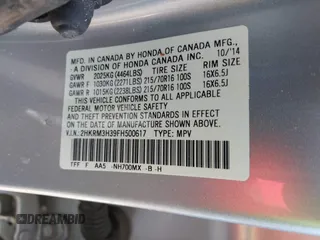 MFD. IN CANADA BY HONDA OF CANADA MFG.,
A DIVISION OF HONDA CANADA INC. 10/'14
GVWR 2025KG (4464LBS) TIRE SIZE RIM SIZE
GAWR F 1030KG (2271LBS) 215/70R16 100S 16X6.5J
GAWR R 1015KG (2238LBS) 215/70R16 100S 16X6.5J
THIS VEHICLE CONFORMS TO ALL APPLICABLE
FEDERAL MOTOR VEHICLE SAFETY AND THEFT
PREVENTION STANDARDS IN EFFECT ON THE DATE
OF MANUFACTURE SHOWN ABOVE.
V.I.N.: 2HKRM3H39FH500617 TYPE: MPV
FFF F AA5 -NH700MX -B -H